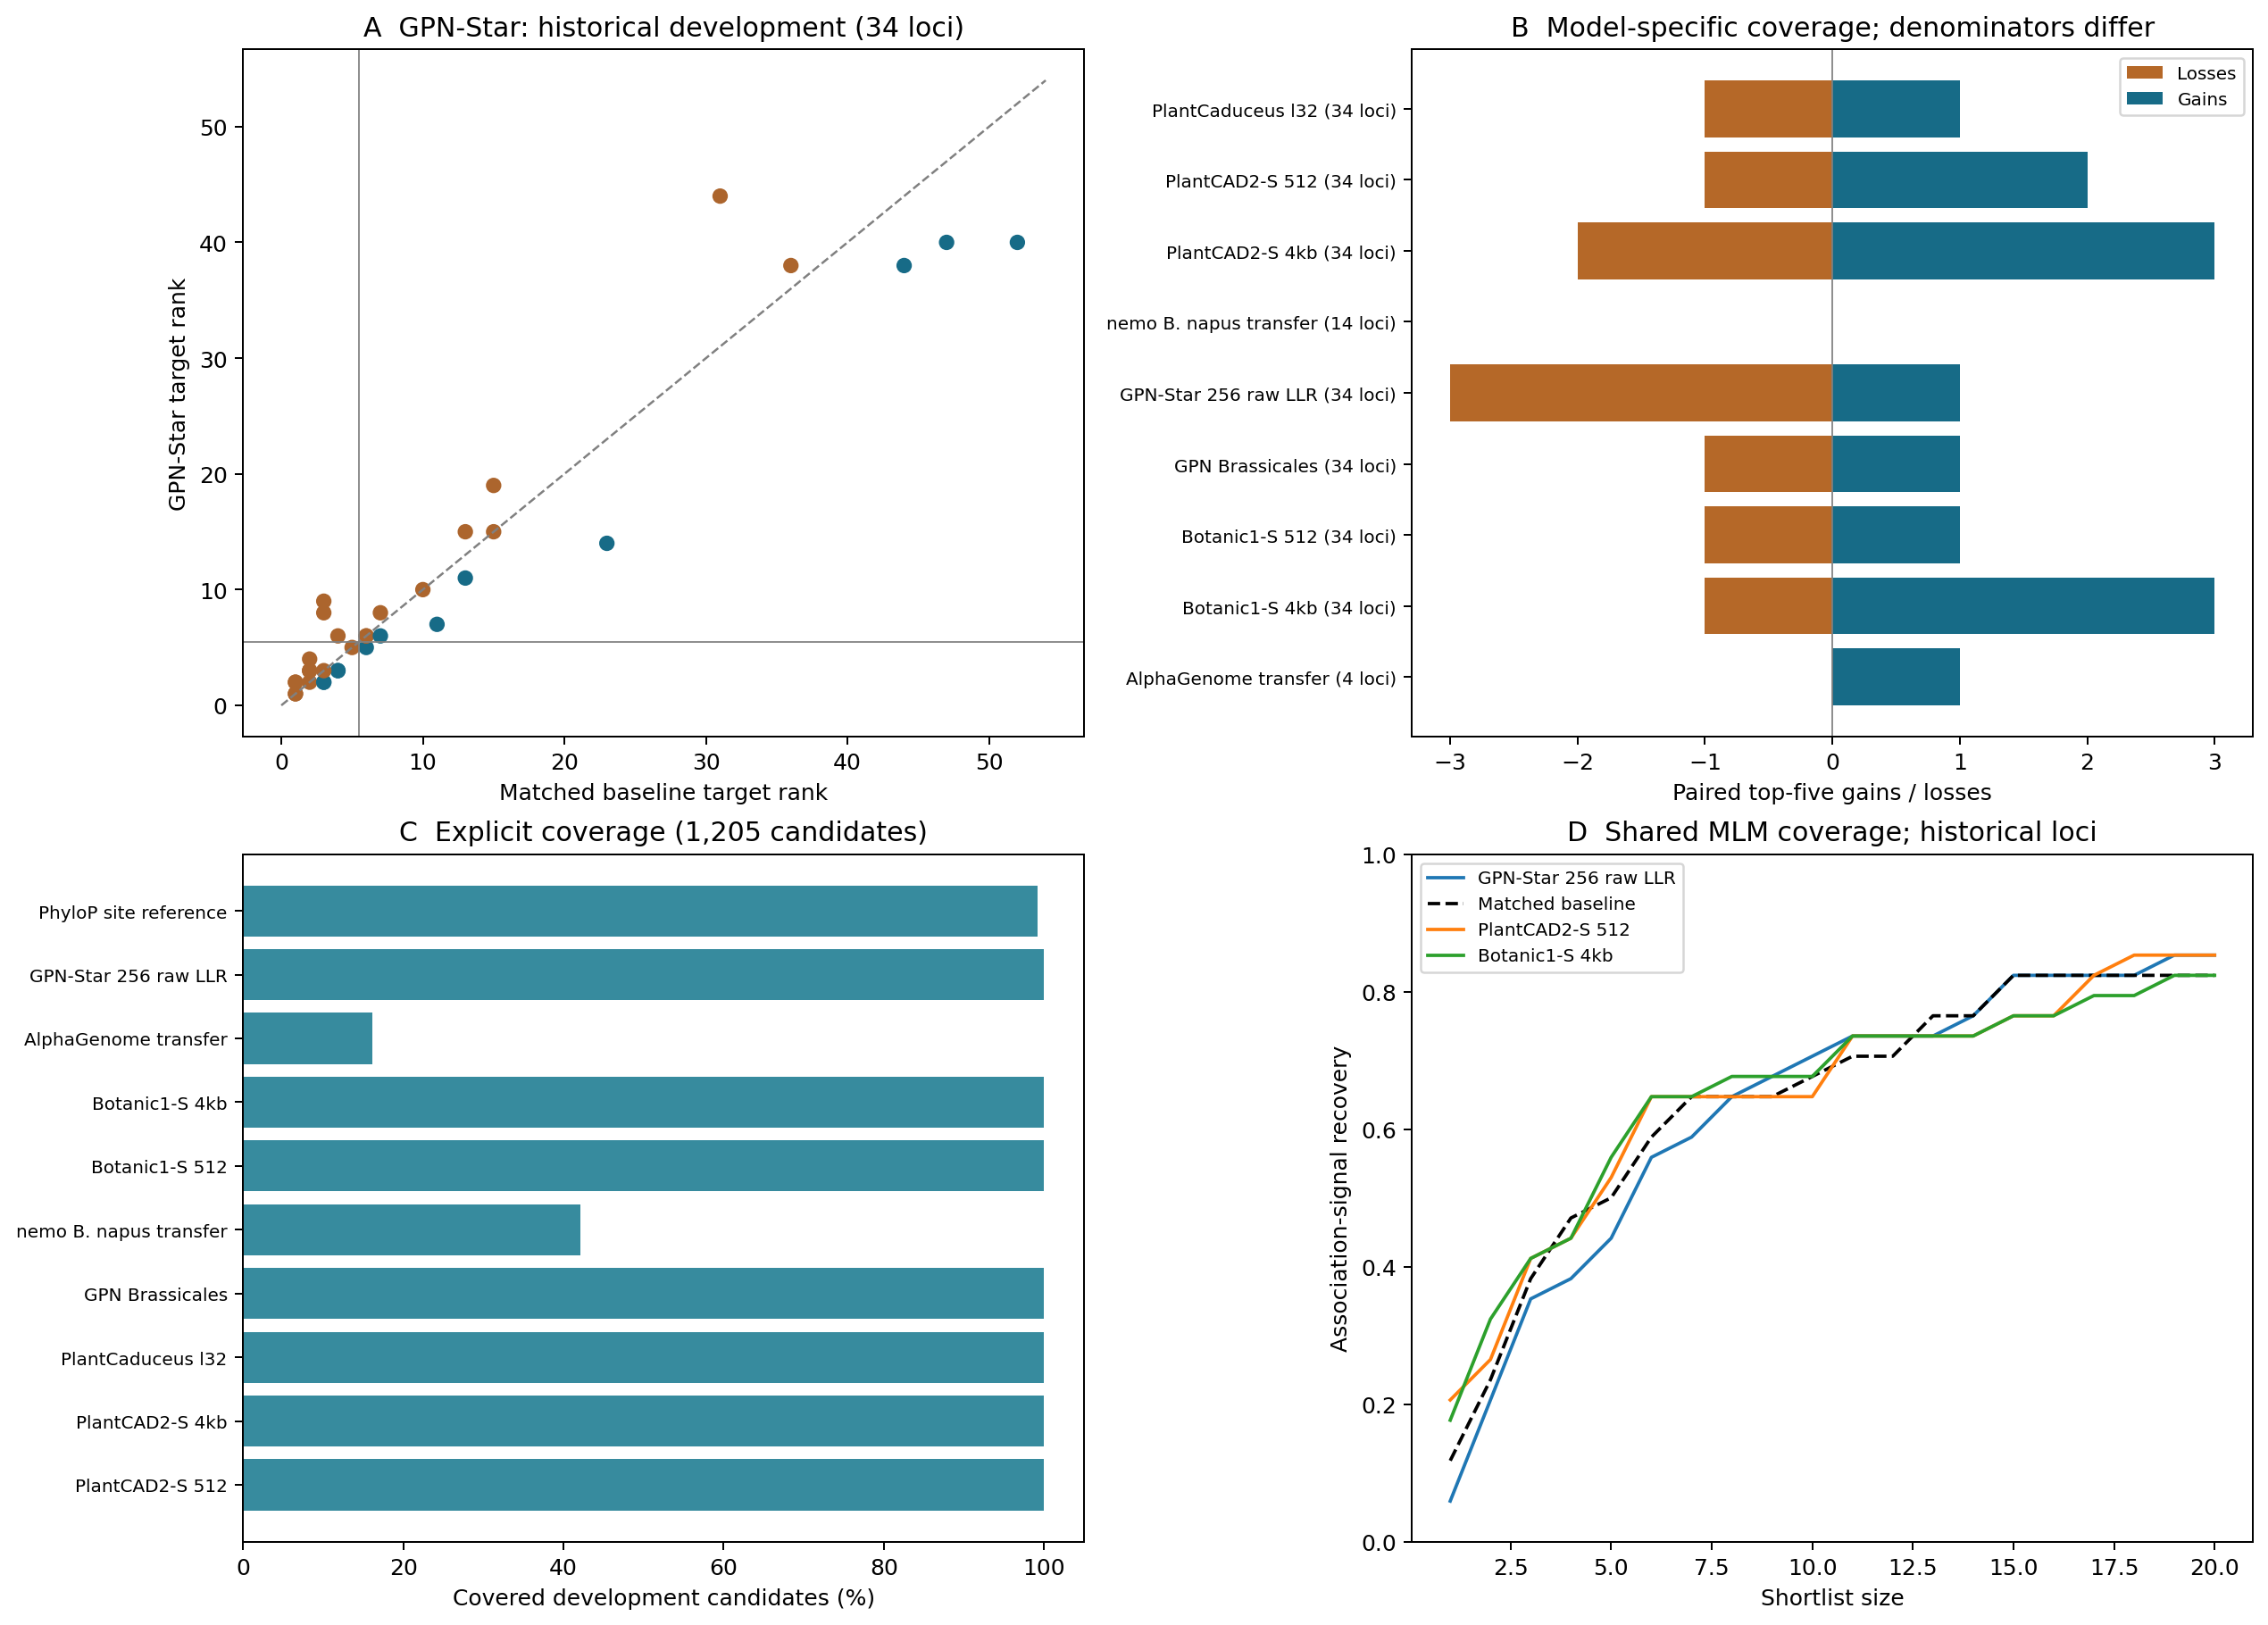 A  GPN-Star: historical development (34 loci)
GPN-Star target rank
50
40
30
20
10
0
0
10
20
30
40
50
Matched baseline target rank
B  Model-specific coverage; denominators differ
Losses
Gains
PlantCaduceus l32 (34 loci)
PlantCAD2-S 512 (34 loci)
PlantCAD2-S 4kb (34 loci)
nemo B. napus transfer (14 loci)
GPN-Star 256 raw LLR (34 loci)
GPN Brassicales (34 loci)
Botanic1-S 512 (34 loci)
Botanic1-S 4kb (34 loci)
AlphaGenome transfer (4 loci)
−3
−2
−1
0
1
2
3
Paired top-five gains / losses
C  Explicit coverage (1,205 candidates)
PhyloP site reference
GPN-Star 256 raw LLR
AlphaGenome transfer
Botanic1-S 4kb
Botanic1-S 512
nemo B. napus transfer
GPN Brassicales
PlantCaduceus l32
PlantCAD2-S 4kb
PlantCAD2-S 512
0
20
40
60
80
100
Covered development candidates (%)
D  Shared MLM coverage; historical loci
GPN-Star 256 raw LLR
Matched baseline
PlantCAD2-S 512
Botanic1-S 4kb
Association-signal recovery
1.0
0.8
0.6
0.4
0.2
0.0
2.5
5.0
7.5
10.0
12.5
15.0
17.5
20.0
Shortlist size